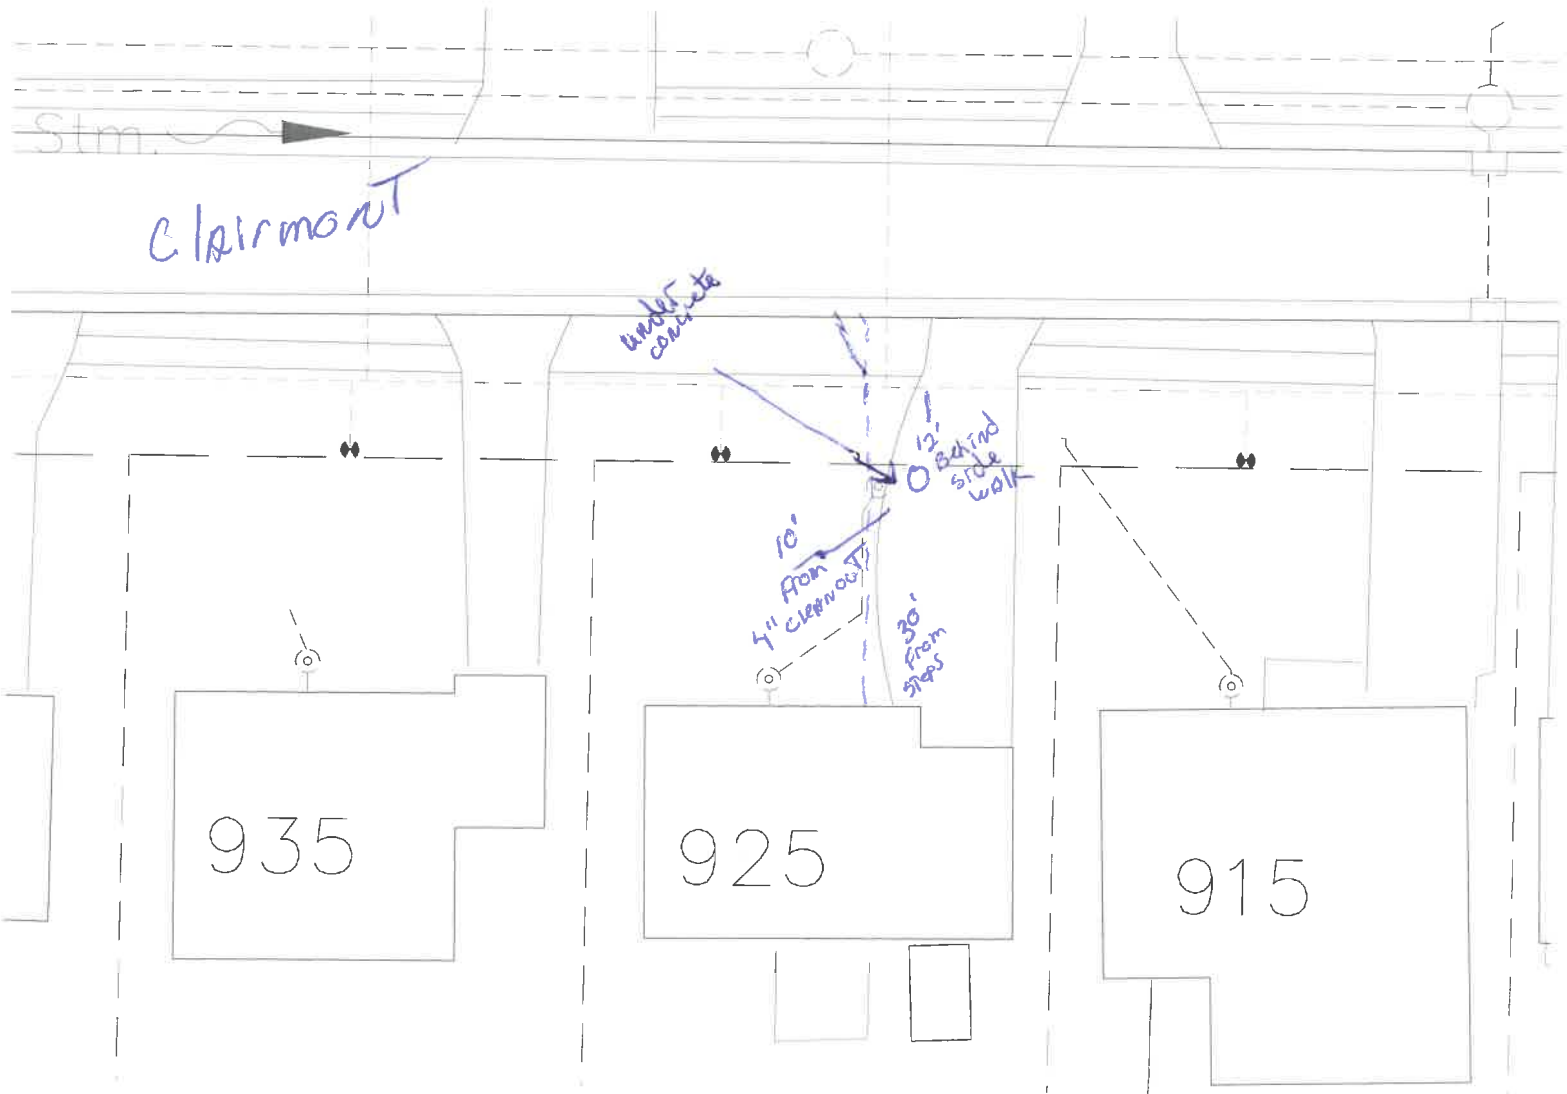 Stm.
Clairmont
under
concrete
12'
Behind
side
walk
10'
From
4" cleanout
30'
From
steps
935
925
915